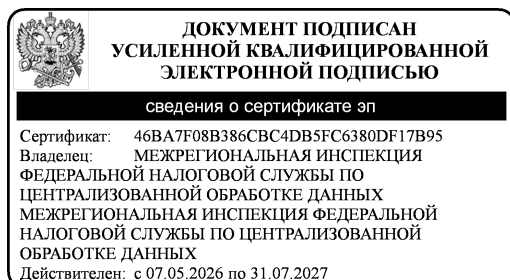 ДОКУМЕНТ ПОДПИСАН
УСИЛЕННОЙ КВАЛИФИЦИРОВАННОЙ
ЭЛЕКТРОННОЙ ПОДПИСЬЮ
сведения о сертификате эп
Сертификат: 46BA7F08B386CBC4DB5FC6380DF17B95
Владелец: МЕЖРЕГИОНАЛЬНАЯ ИНСПЕКЦИЯ
ФЕДЕРАЛЬНОЙ НАЛОГОВОЙ СЛУЖБЫ ПО
ЦЕНТРАЛИЗОВАННОЙ ОБРАБОТКЕ ДАННЫХ
МЕЖРЕГИОНАЛЬНАЯ ИНСПЕКЦИЯ ФЕДЕРАЛЬНОЙ
НАЛОГОВОЙ СЛУЖБЫ ПО ЦЕНТРАЛИЗОВАННОЙ
ОБРАБОТКЕ ДАННЫХ
Действителен: с 07.05.2026 по 31.07.2027